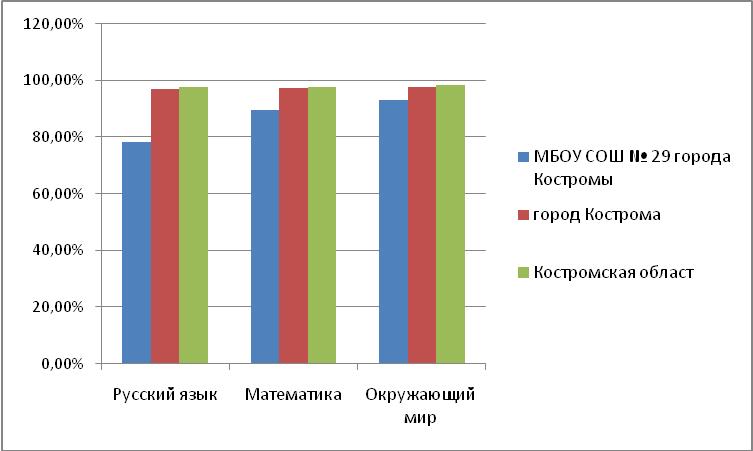 120,00%
100,00%
80,00%
60,00%
40,00%
20,00%
0,00%
Русский язык
Математика
Окружающий
мир
МБОУ СОШ № 29 города
Костромы
город Кострома
Костромская област